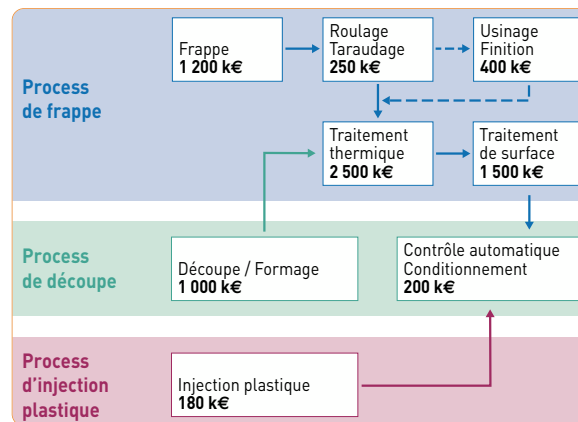 Process
de frappe
Frappe
1 200 k€
Roulage
Taraudage
250 k€
Usinage
Finition
400 k€
Traitement
thermique
2 500 k€
Traitement
de surface
1 500 k€
Process
de découpe
Découpe / Formage
1 000 k€
Contrôle automatique
Conditionnement
200 k€
Process
d'injection
plastique
Injection plastique
180 k€